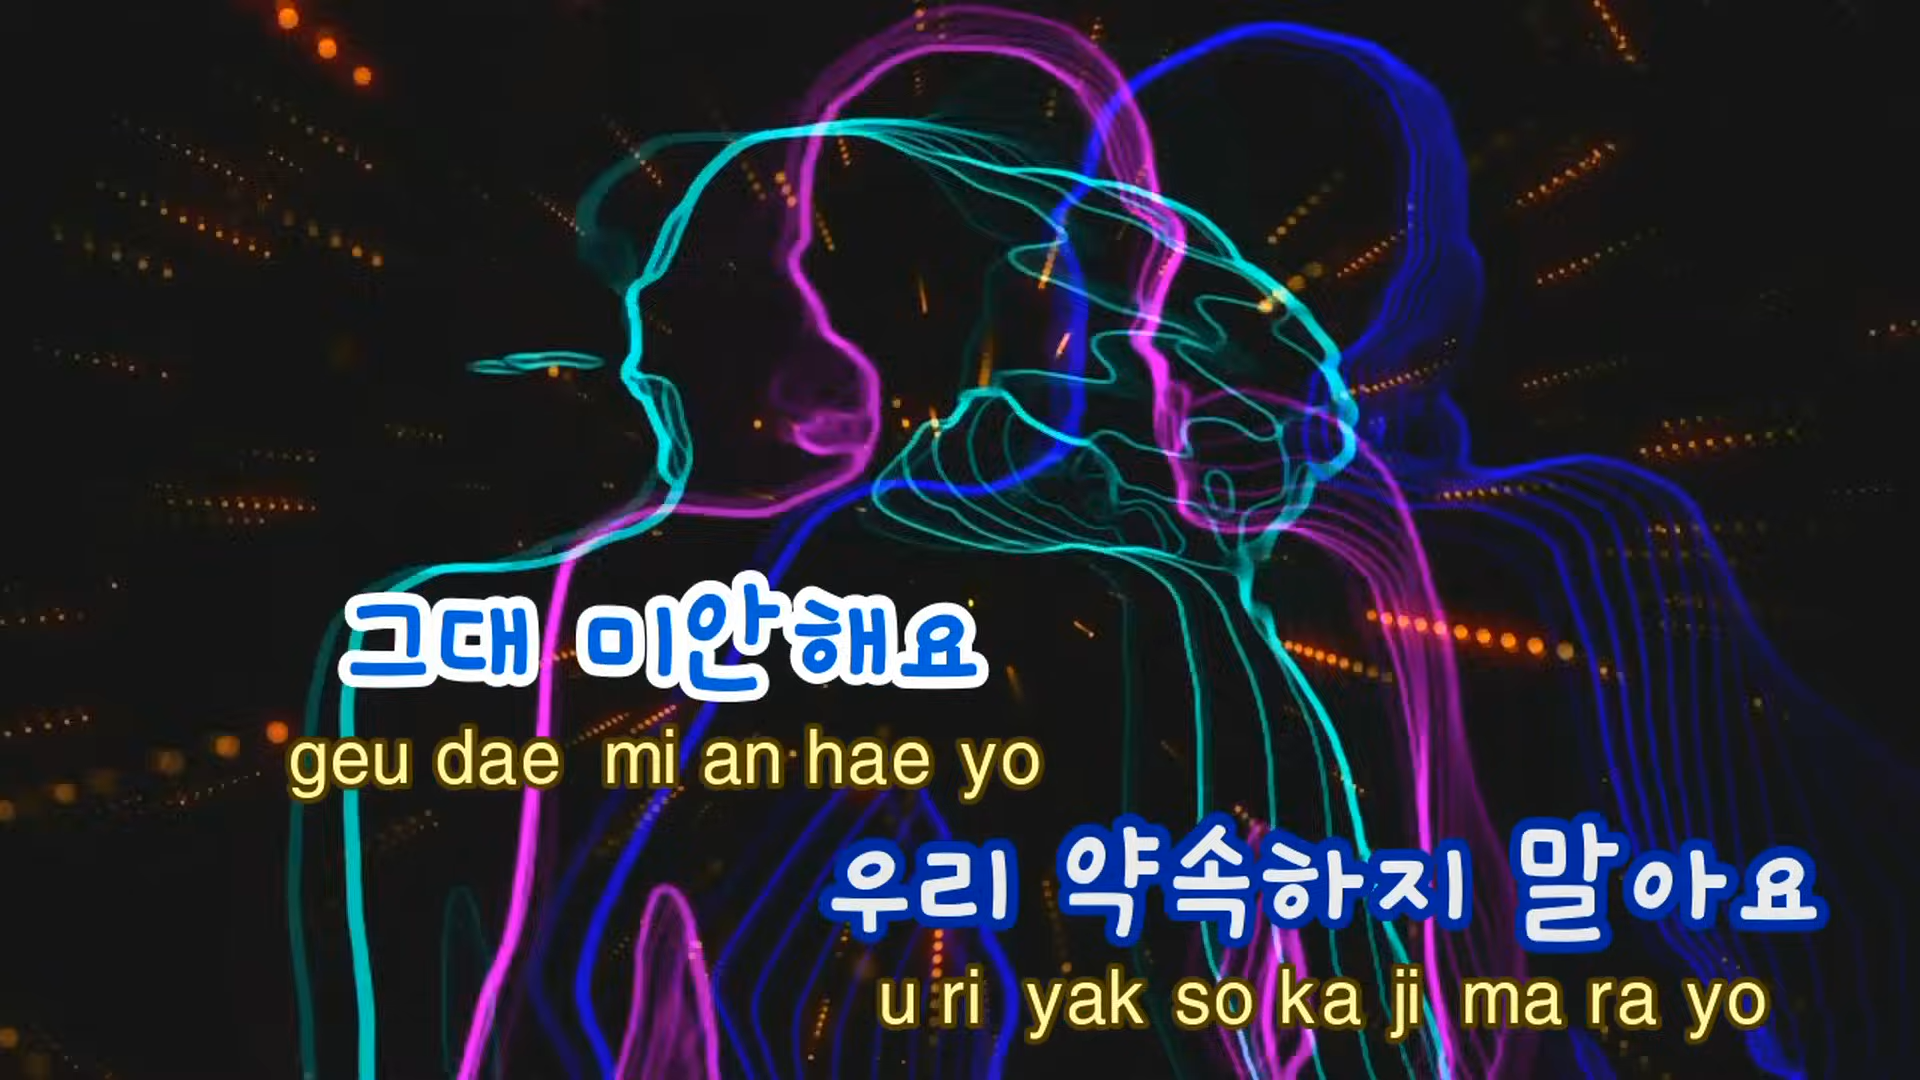 그대 미안해요
geu dae mi an hae yo
우리 약속하지 말아요
u ri yak so ka ji ma ra yo